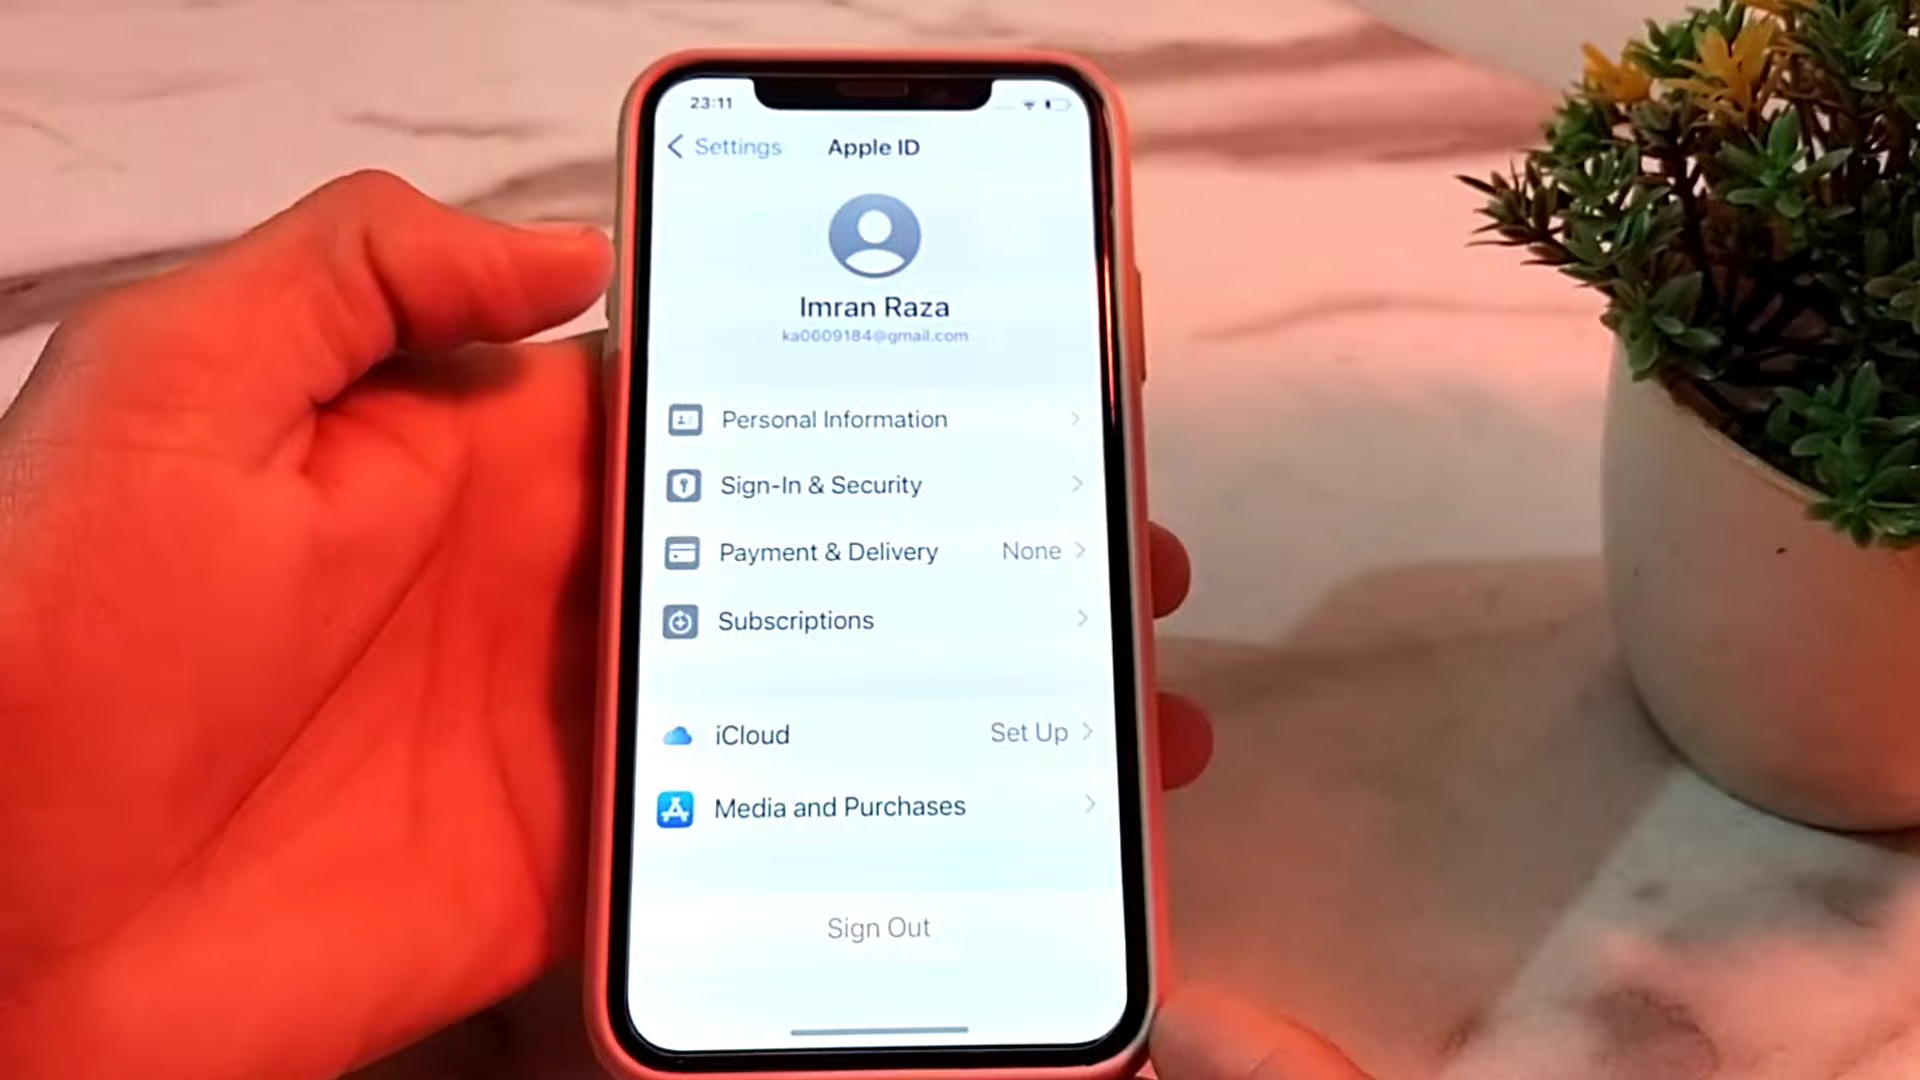 23:11
Settings
Apple ID
Imran Raza
ka0609184@gmail.com
Personal Information
Sign-In & Security
Payment & Delivery None
Subscriptions
iCloud Set Up
Media and Purchases
Sign Out